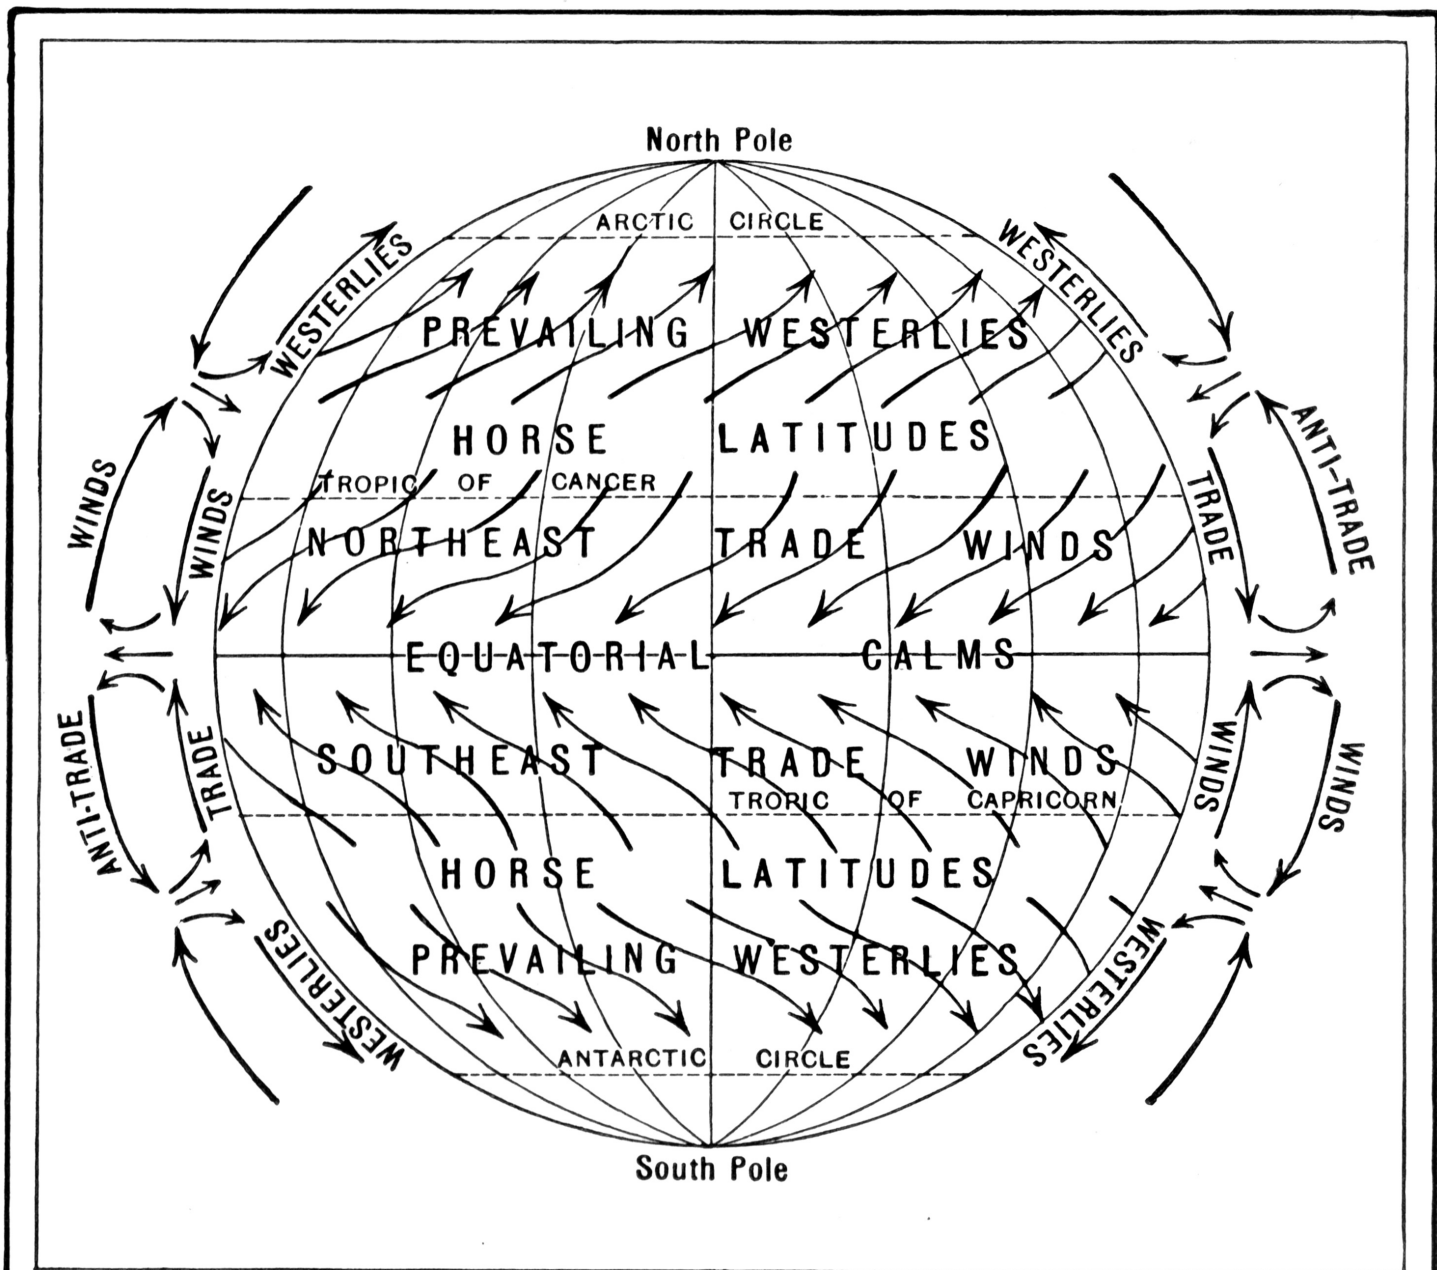 North Pole
ARCTIC CIRCLE
WESTERLIES
WESTERLIES
PREVAILING WESTERLIES
HORSE LATITUDES
ANTI-TRADE
WINDS
WINDS
TRADE
TROPIC OF CANCER
NORTHEAST TRADE WINDS
EQUATORIAL CALMS
ANTI-TRADE
TRADE
SOUTHEAST TRADE WINDS
WINDS
WINDS
TROPIC OF CAPRICORN
HORSE LATITUDES
PREVAILING WESTERLIES
WESTERLIES
WESTERLIES
ANTARCTIC CIRCLE
South Pole